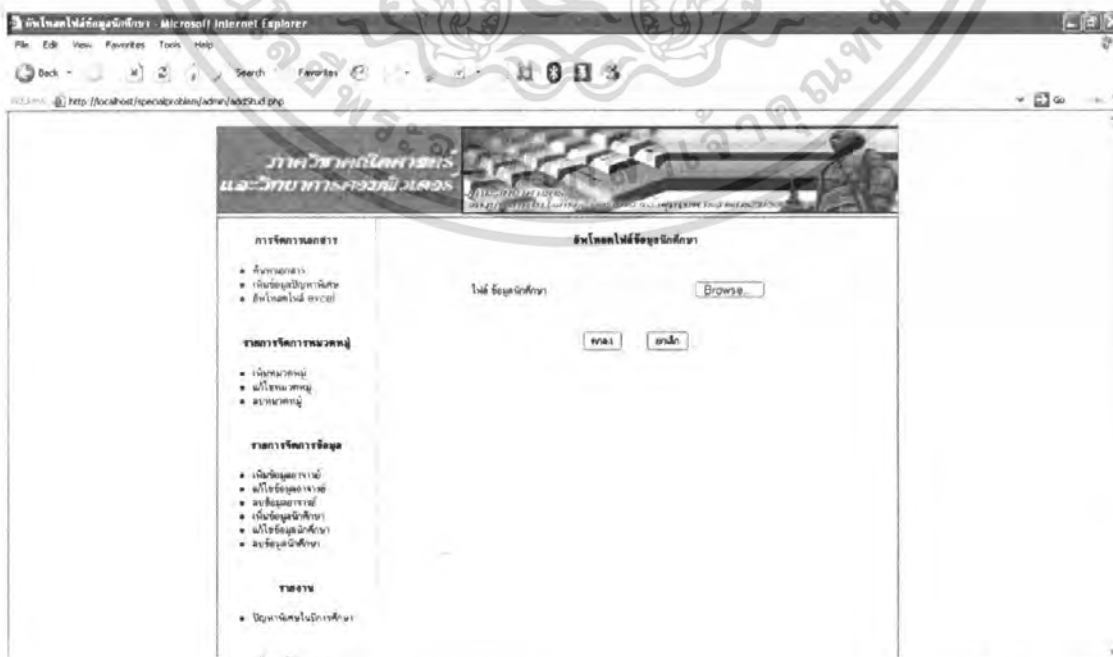 อัพโหลดไฟล์ข้อมูลนักศึกษา - Microsoft Internet Explorer
File Edit View Favorites Tools Help
Back Search Favorites
http://localhost/specialproblem/admin/addStud.php Go
ภาควิชาคณิตศาสตร์
และวิทยาการคอมพิวเตอร์
การจัดการเอกสาร
ค้นหาเอกสาร
เพิ่มข้อมูลปัญหาพิเศษ
อัพโหลดไฟล์ excel
รายการจัดการหมวดหมู่
เพิ่มหมวดหมู่
แก้ไขหมวดหมู่
ลบหมวดหมู่
รายการจัดการข้อมูล
เพิ่มข้อมูลอาจารย์
แก้ไขข้อมูลอาจารย์
ลบข้อมูลอาจารย์
เพิ่มข้อมูลนักศึกษา
แก้ไขข้อมูลนักศึกษา
ลบข้อมูลนักศึกษา
รายงาน
ปัญหาพิเศษในปีการศึกษา
อัพโหลดไฟล์ข้อมูลนักศึกษา
ไฟล์ ข้อมูลนักศึกษา Browse...
ตกลง ยกเลิก